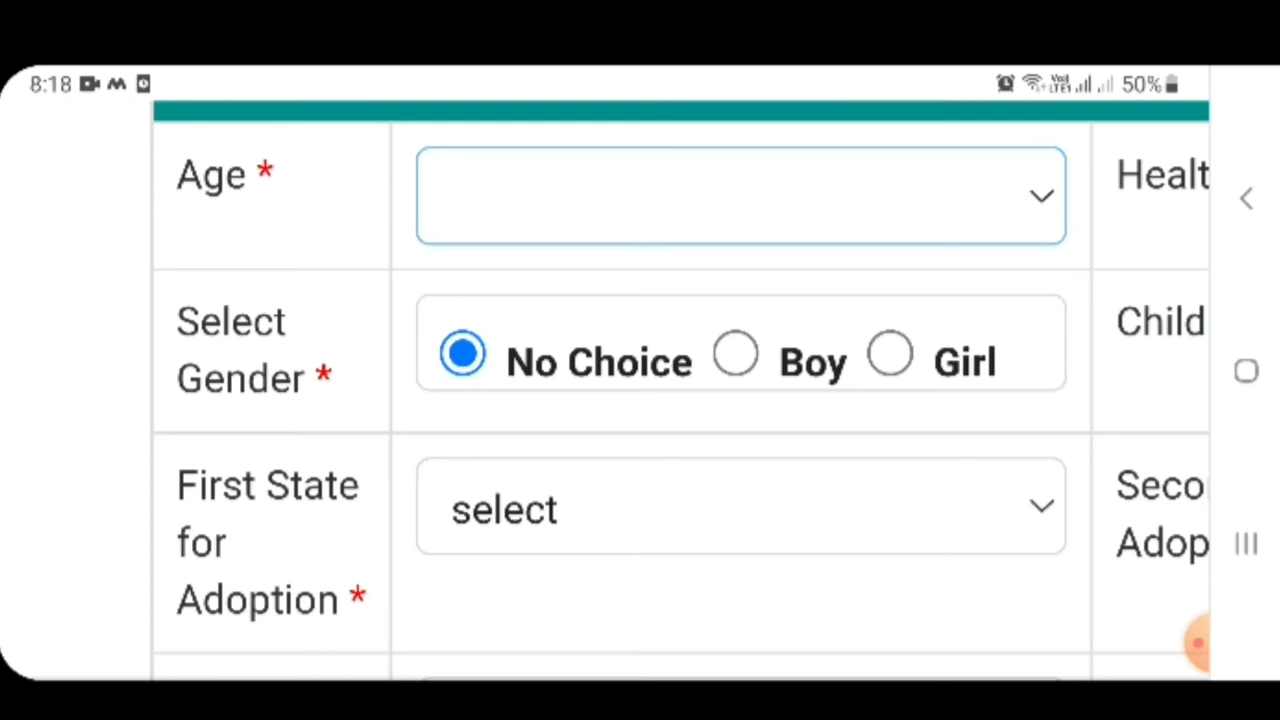 8:18 50%
Age *
Healt
Select
Gender *
No Choice Boy Girl
Child
First State
for
Adoption *
select
Seco
Adop